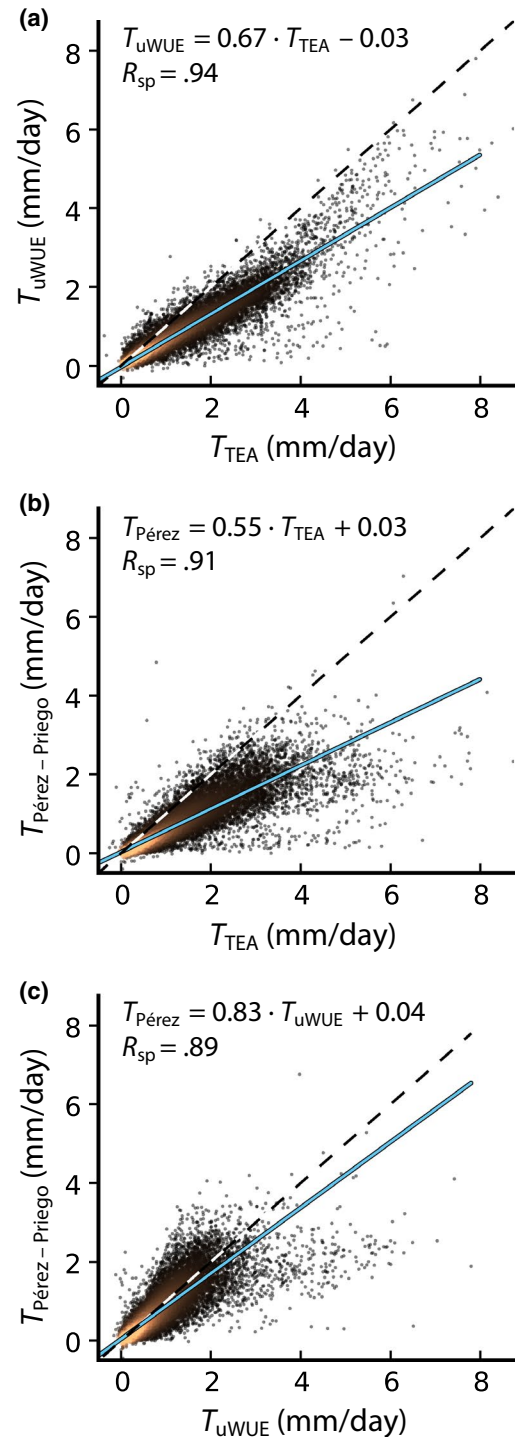 (a)
T_uWUE = 0.67 · T_TEA – 0.03
R_sp = .94
8
6
4
2
0
T_uWUE (mm/day)
0 2 4 6 8
T_TEA (mm/day)
(b)
T_Pérez = 0.55 · T_TEA + 0.03
R_sp = .91
8
6
4
2
0
T_Pérez – Priego (mm/day)
0 2 4 6 8
T_TEA (mm/day)
(c)
T_Pérez = 0.83 · T_uWUE + 0.04
R_sp = .89
8
6
4
2
0
T_Pérez – Priego (mm/day)
0 2 4 6 8
T_uWUE (mm/day)